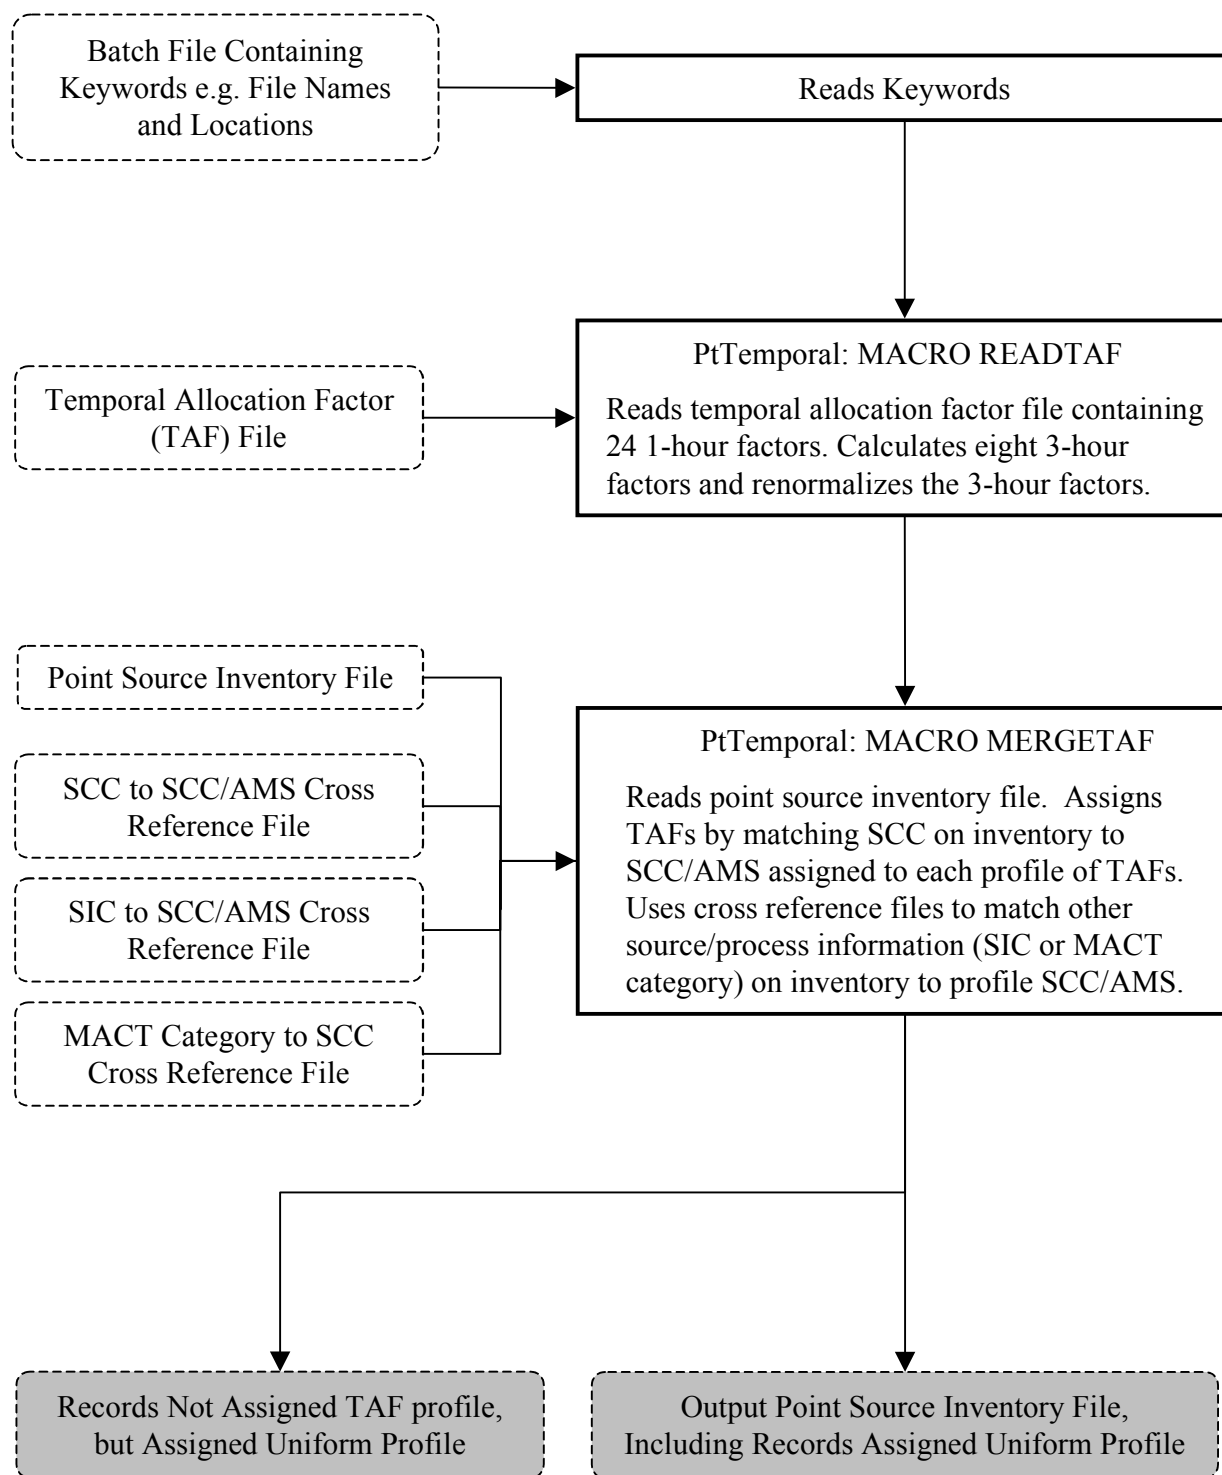 Batch File Containing
Keywords e.g. File Names
and Locations
Reads Keywords
Temporal Allocation Factor
(TAF) File
PtTemporal: MACRO READTAF
Reads temporal allocation factor file containing
24 1-hour factors. Calculates eight 3-hour
factors and renormalizes the 3-hour factors.
Point Source Inventory File
SCC to SCC/AMS Cross
Reference File
SIC to SCC/AMS Cross
Reference File
MACT Category to SCC
Cross Reference File
PtTemporal: MACRO MERGETAF
Reads point source inventory file. Assigns
TAFs by matching SCC on inventory to
SCC/AMS assigned to each profile of TAFs.
Uses cross reference files to match other
source/process information (SIC or MACT
category) on inventory to profile SCC/AMS.
Records Not Assigned TAF profile,
but Assigned Uniform Profile
Output Point Source Inventory File,
Including Records Assigned Uniform Profile